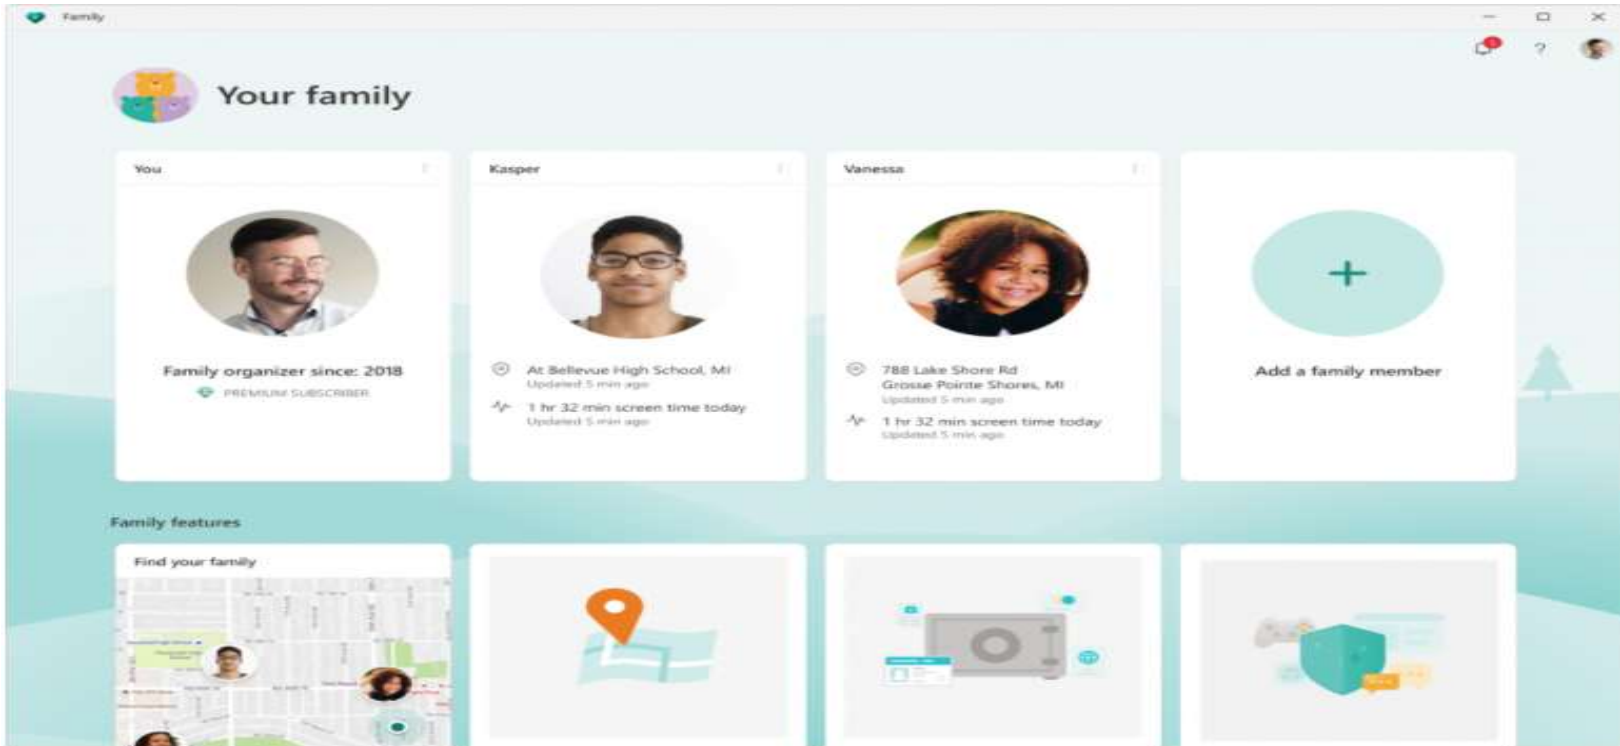 Family
?
Your family
You
Kasper
Vanessa
Family organizer since: 2018
PREMIUM SUBSCRIBER
At Bellevue High School, MI
Updated 5 min ago
1 hr 32 min screen time today
Updated 5 min ago
788 Lake Shore Rd
Grosse Pointe Shores, MI
Updated 5 min ago
1 hr 32 min screen time today
Updated 5 min ago
Add a family member
Family features
Find your family